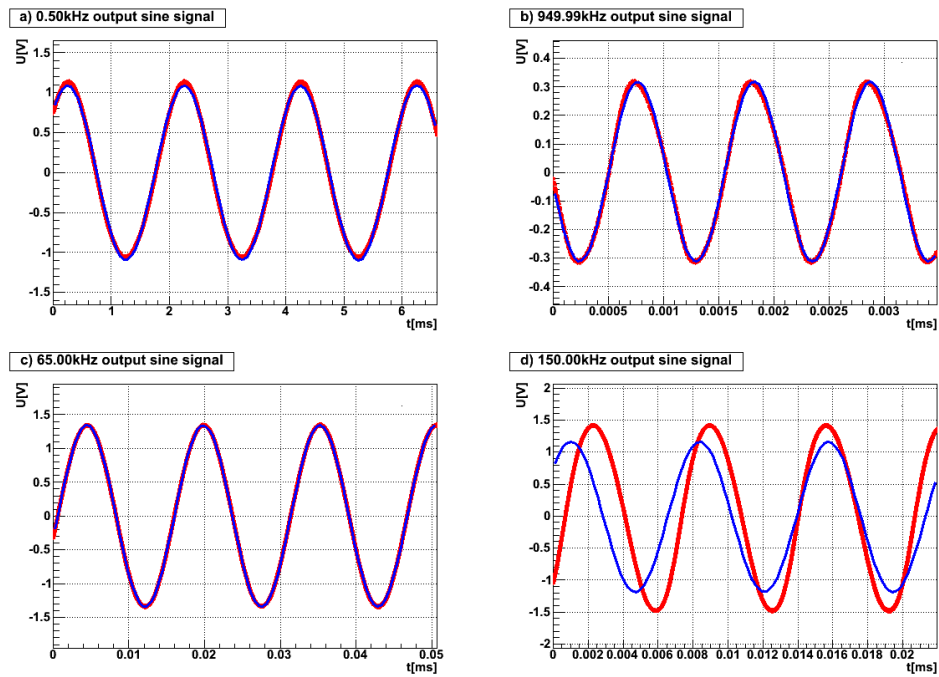 a) 0.50kHz output sine signal
U[V]
1.5
1
0.5
0
-0.5
-1
-1.5
0 1 2 3 4 5 6
t[ms]
b) 949.99kHz output sine signal
U[V]
0.4
0.3
0.2
0.1
0
-0.1
-0.2
-0.3
-0.4
0 0.0005 0.001 0.0015 0.002 0.0025 0.003
t[ms]
c) 65.00kHz output sine signal
U[V]
1.5
1
0.5
0
-0.5
-1
-1.5
0 0.01 0.02 0.03 0.04 0.05
t[ms]
d) 150.00kHz output sine signal
U[V]
2
1.5
1
0.5
0
-0.5
-1
-1.5
-2
0 0.002 0.004 0.006 0.008 0.01 0.012 0.014 0.016 0.018 0.02
t[ms]